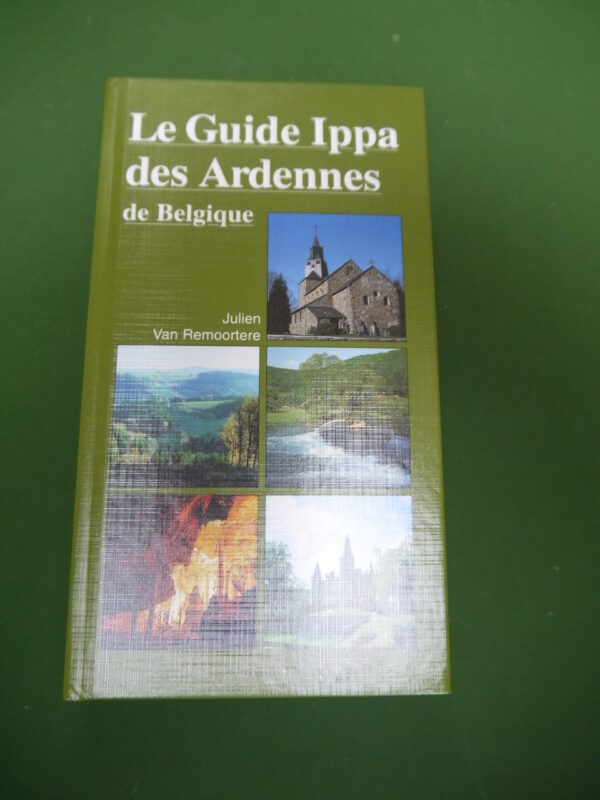 Le Guide Ippa
des Ardennes
de Belgique
Julien
Van Remoortere